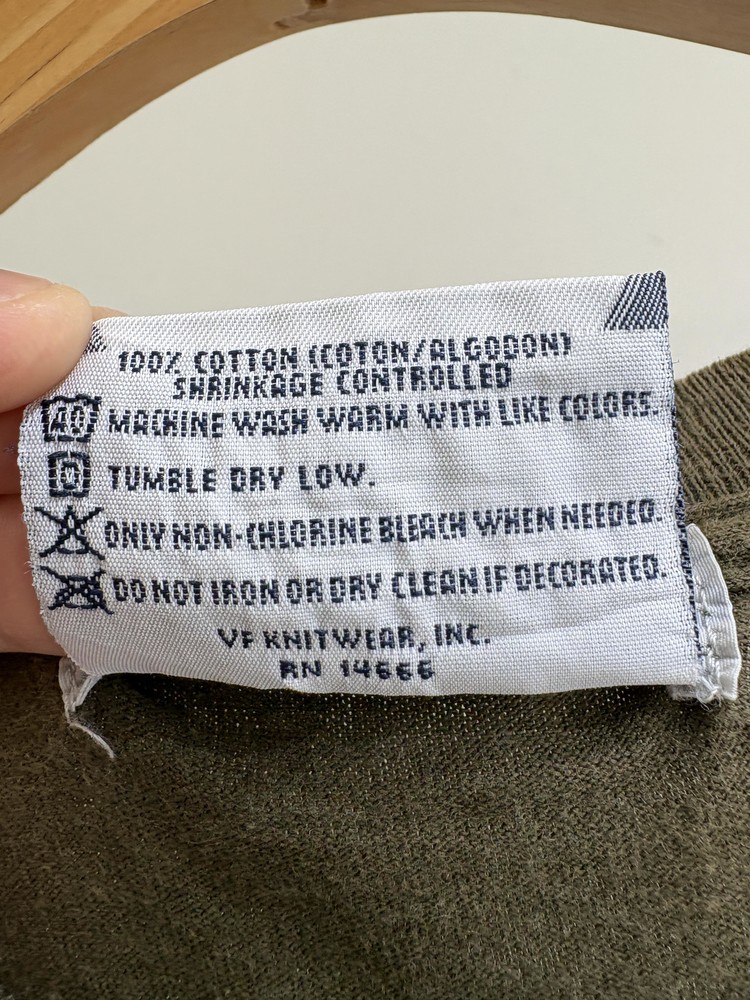 100% COTTON (COTON/ALGODON)
SHRINKAGE CONTROLLED
40 MACHINE WASH WARM WITH LIKE COLORS.
TUMBLE DRY LOW.
ONLY NON-CHLORINE BLEACH WHEN NEEDED.
DO NOT IRON OR DRY CLEAN IF DECORATED.
VF KNITWEAR, INC.
RN 14666